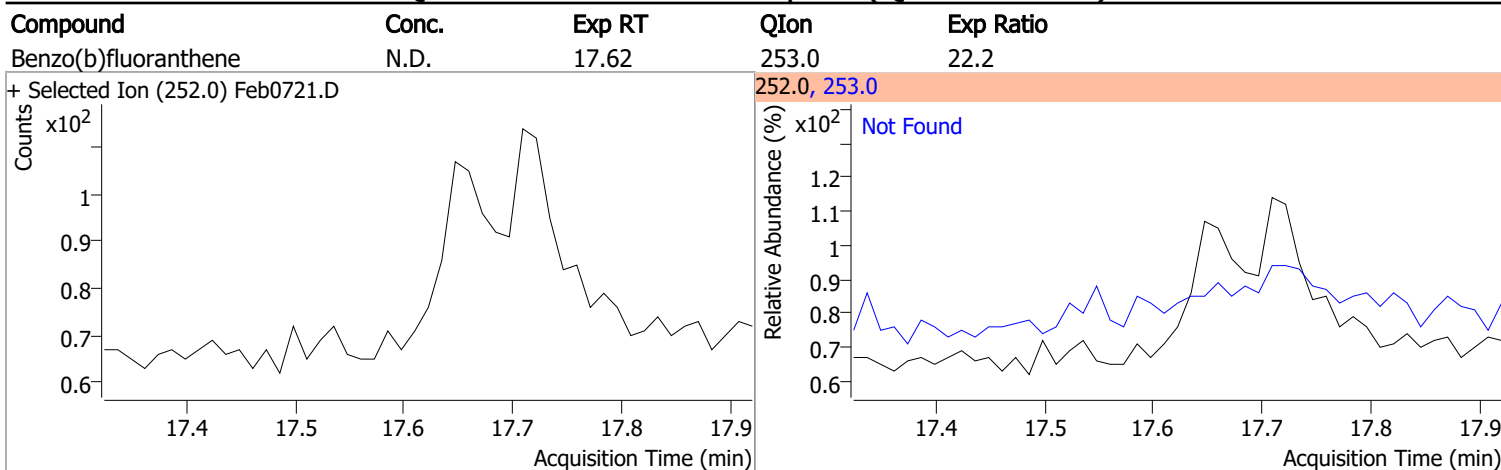 Compound Conc. Exp RT QIon Exp Ratio
Benzo(b)fluoranthene N.D. 17.62 253.0 22.2
+ Selected Ion (252.0) Feb0721.D
Counts
x10²
1
0.9
0.8
0.7
0.6
17.4 17.5 17.6 17.7 17.8 17.9
Acquisition Time (min)
252.0, 253.0
Relative Abundance (%)
x10²
Not Found
1.2
1.1
1
0.9
0.8
0.7
0.6
17.4 17.5 17.6 17.7 17.8 17.9
Acquisition Time (min)